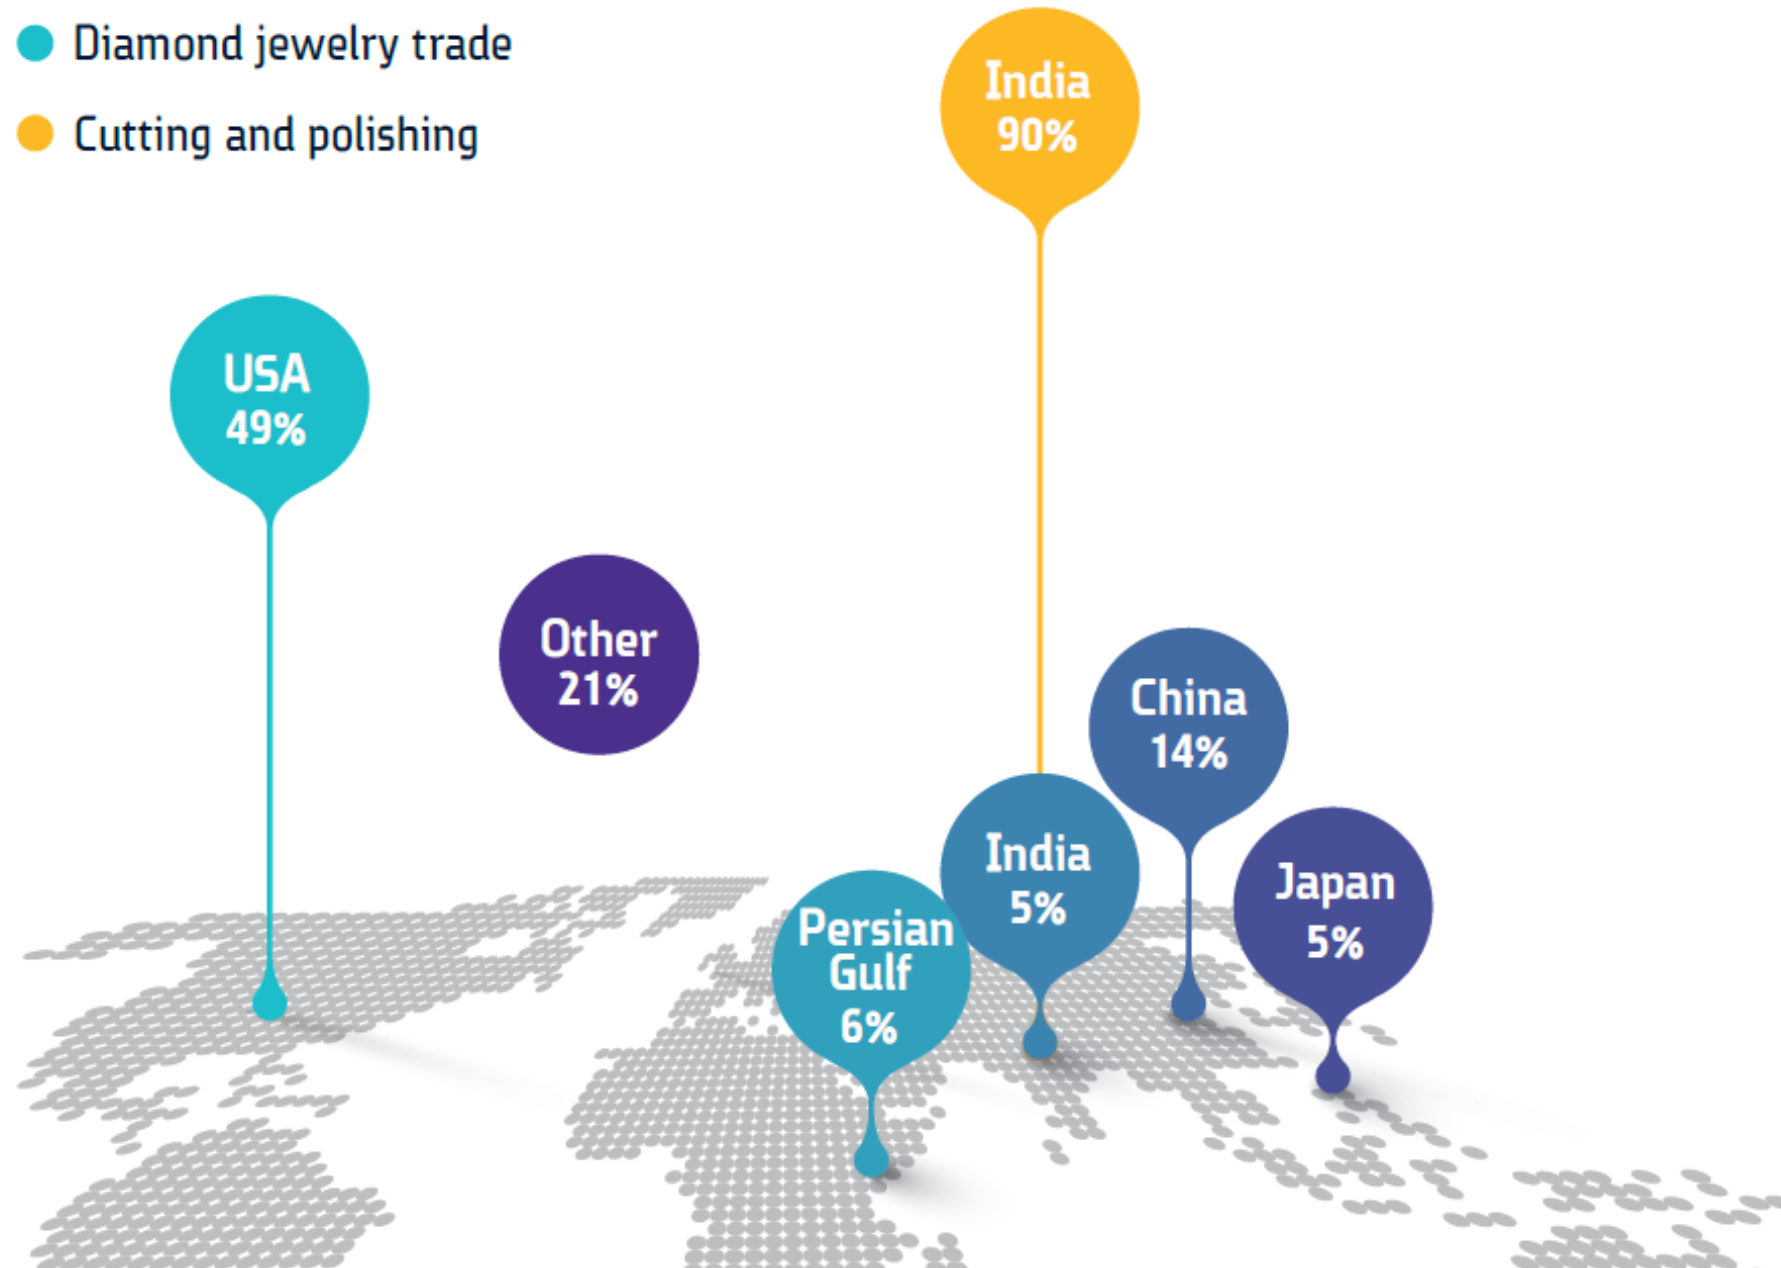 Diamond jewelry trade
Cutting and polishing
India
90%
USA
49%
Other
21%
China
14%
India
5%
Japan
5%
Persian
Gulf
6%